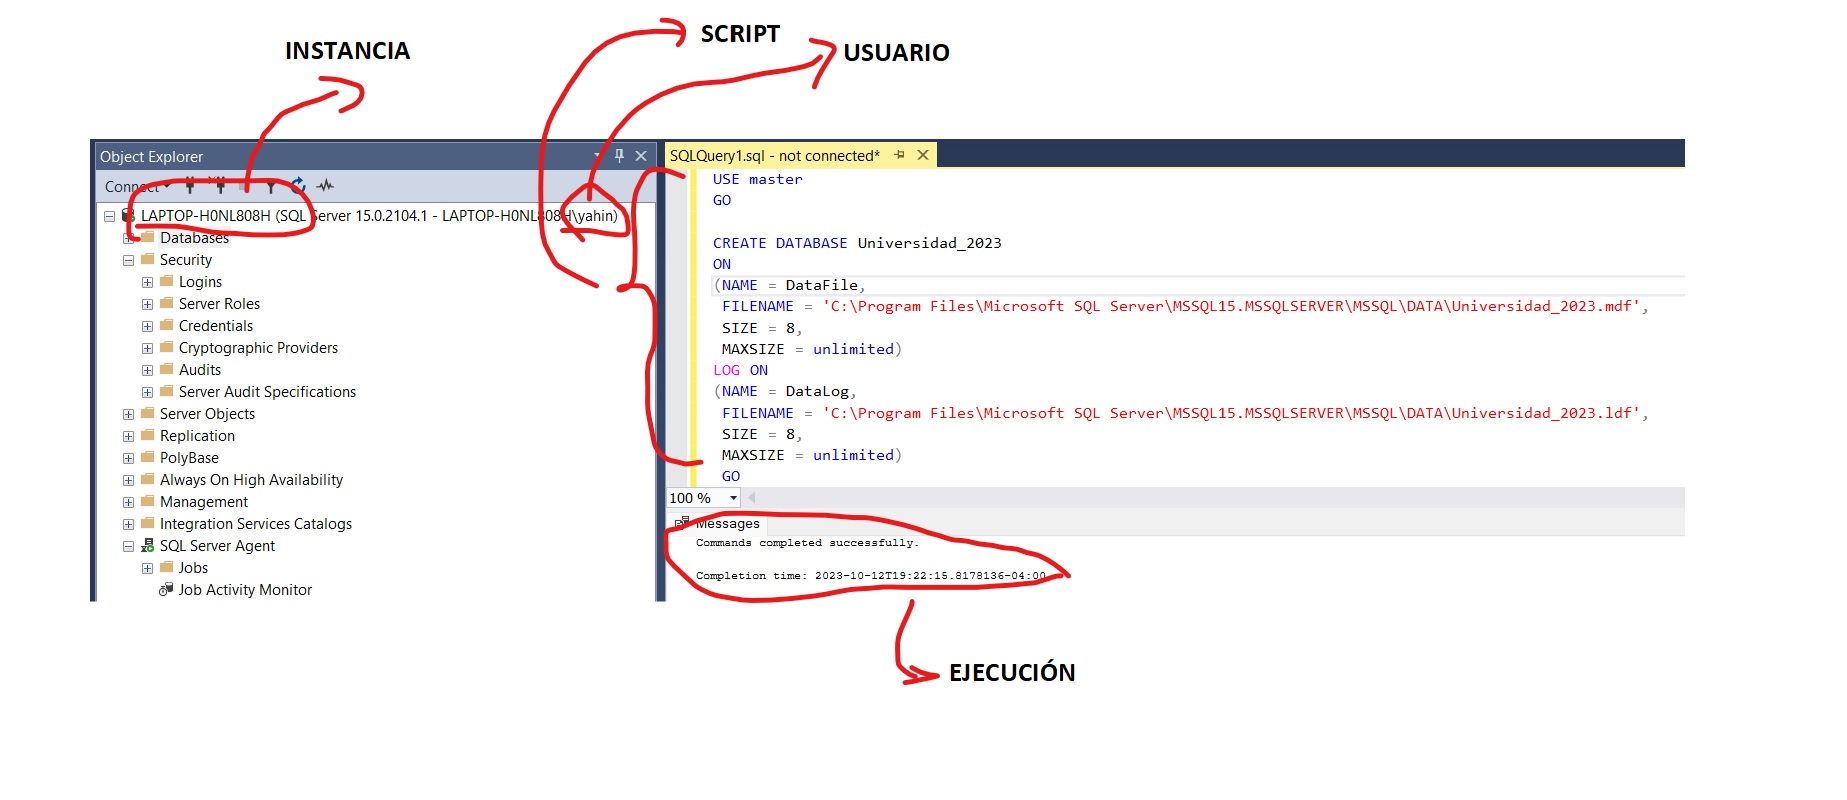 INSTANCIA
SCRIPT
USUARIO
Object Explorer
Connect
LAPTOP-H0NL808H (SQL Server 15.0.2104.1 - LAPTOP-H0NL808H\yahin)
Databases
Security
Logins
Server Roles
Credentials
Cryptographic Providers
Audits
Server Audit Specifications
Server Objects
Replication
PolyBase
Always On High Availability
Management
Integration Services Catalogs
SQL Server Agent
Jobs
Job Activity Monitor
SQLQuery1.sql - not connected*
USE master
GO
CREATE DATABASE Universidad_2023
ON
(NAME = DataFile,
FILENAME = 'C:\Program Files\Microsoft SQL Server\MSSQL15.MSSQLSERVER\MSSQL\DATA\Universidad_2023.mdf',
SIZE = 8,
MAXSIZE = unlimited)
LOG ON
(NAME = DataLog,
FILENAME = 'C:\Program Files\Microsoft SQL Server\MSSQL15.MSSQLSERVER\MSSQL\DATA\Universidad_2023.ldf',
SIZE = 8,
MAXSIZE = unlimited)
GO
100 %
Messages
Commands completed successfully.
Completion time: 2023-10-12T19:22:15.8178136-04:00
EJECUCIÓN